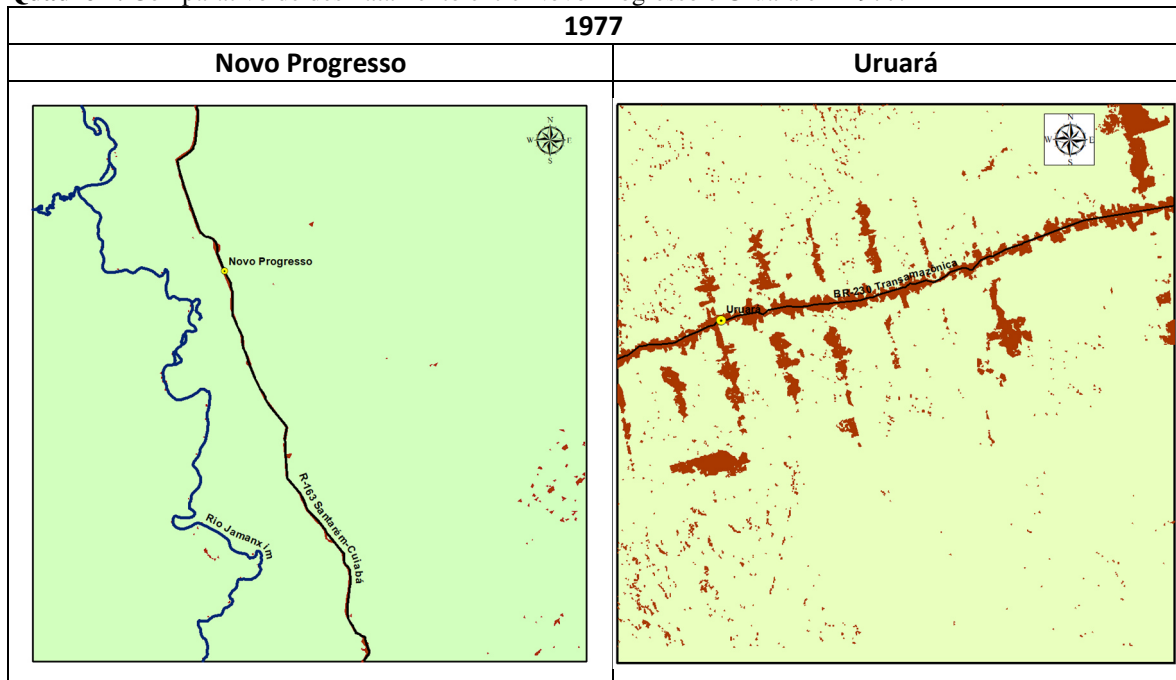 1977
Novo Progresso
Uruará
N
W E
S
Novo Progresso
R-163 Santarém-Cuiabá
Rio Jamanxim
N
W E
S
BR-230 Transamazônica
Uruará